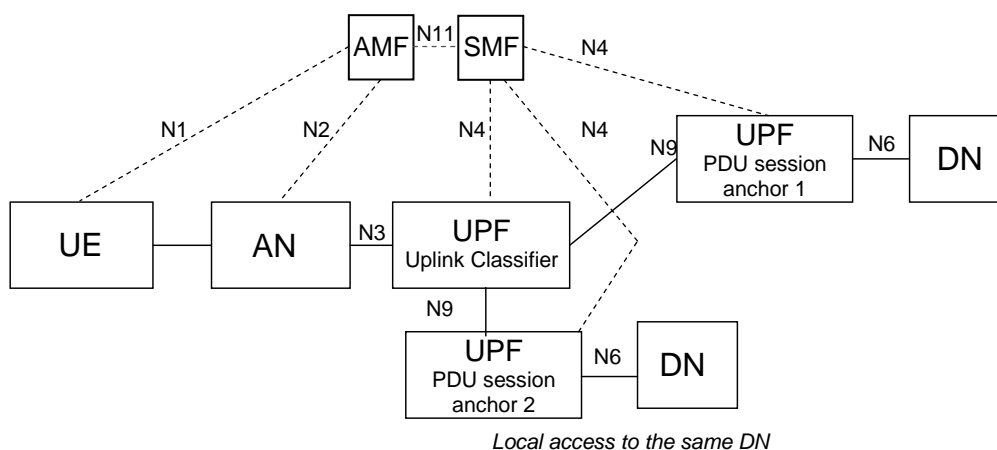 N11
AMF
SMF
N4
N1
N2
N4
N4
UPF
PDU session
anchor 1
N9
N6
DN
UE
AN
N3
UPF
Uplink Classifier
N9
UPF
PDU session
anchor 2
N6
DN
Local access to the same DN